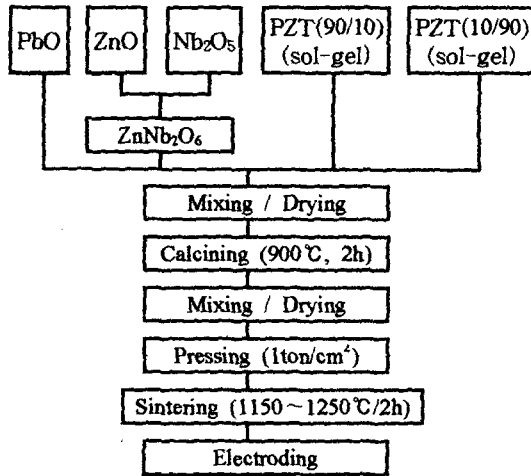 PbO
ZnO
Nb₂O₅
PZT(90/10)
(sol-gel)
PZT(10/90)
(sol-gel)
ZnNb₂O₆
Mixing / Drying
Calcining (900℃, 2h)
Mixing / Drying
Pressing (1ton/cm²)
Sintering (1150~1250℃/2h)
Electroding